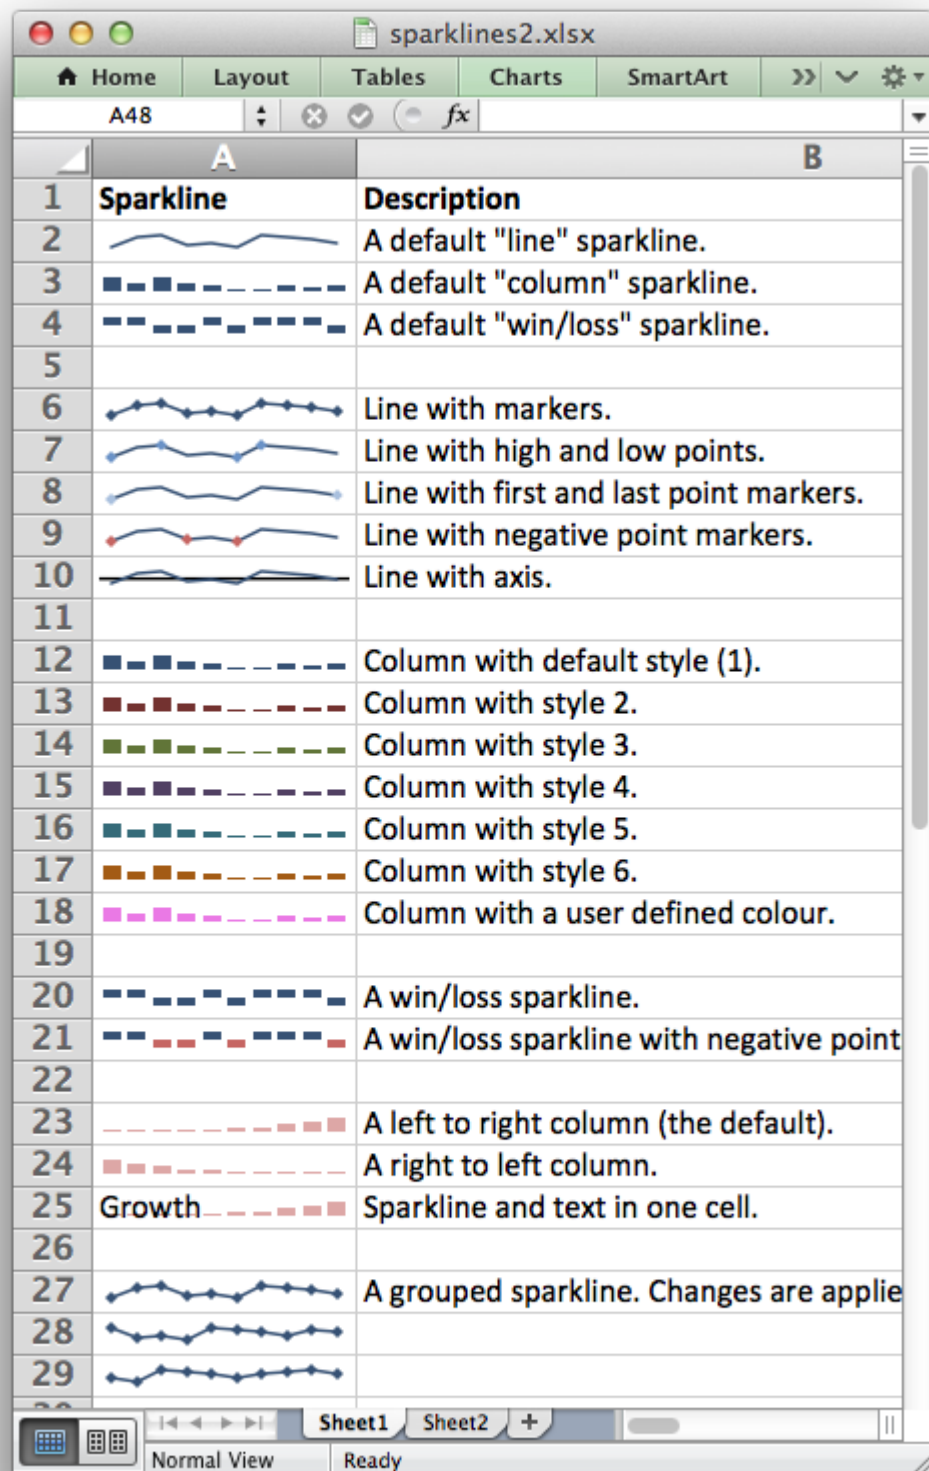 sparklines2.xlsx
Home Layout Tables Charts SmartArt
A48 fx
A B
1 Sparkline Description
2 A default "line" sparkline.
3 A default "column" sparkline.
4 A default "win/loss" sparkline.
5
6 Line with markers.
7 Line with high and low points.
8 Line with first and last point markers.
9 Line with negative point markers.
10 Line with axis.
11
12 Column with default style (1).
13 Column with style 2.
14 Column with style 3.
15 Column with style 4.
16 Column with style 5.
17 Column with style 6.
18 Column with a user defined colour.
19
20 A win/loss sparkline.
21 A win/loss sparkline with negative point
22
23 A left to right column (the default).
24 A right to left column.
25 Growth Sparkline and text in one cell.
26
27 A grouped sparkline. Changes are applie
28
29
Sheet1 Sheet2 +
Normal View Ready